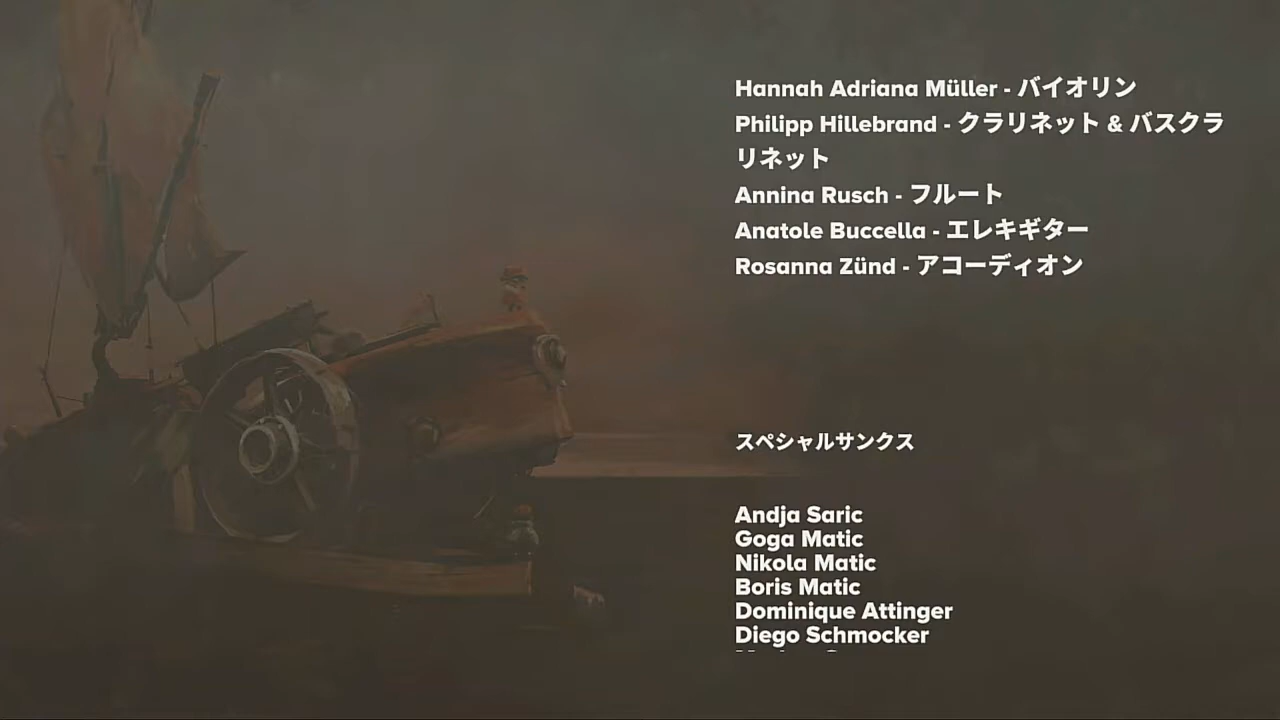 Hannah Adriana Müller - バイオリン
Philipp Hillebrand - クラリネット & バスクラ
リネット
Annina Rusch - フルート
Anatole Buccella - エレキギター
Rosanna Zünd - アコーディオン
スペシャルサンクス
Andja Saric
Goga Matic
Nikola Matic
Boris Matic
Dominique Attinger
Diego Schmocker